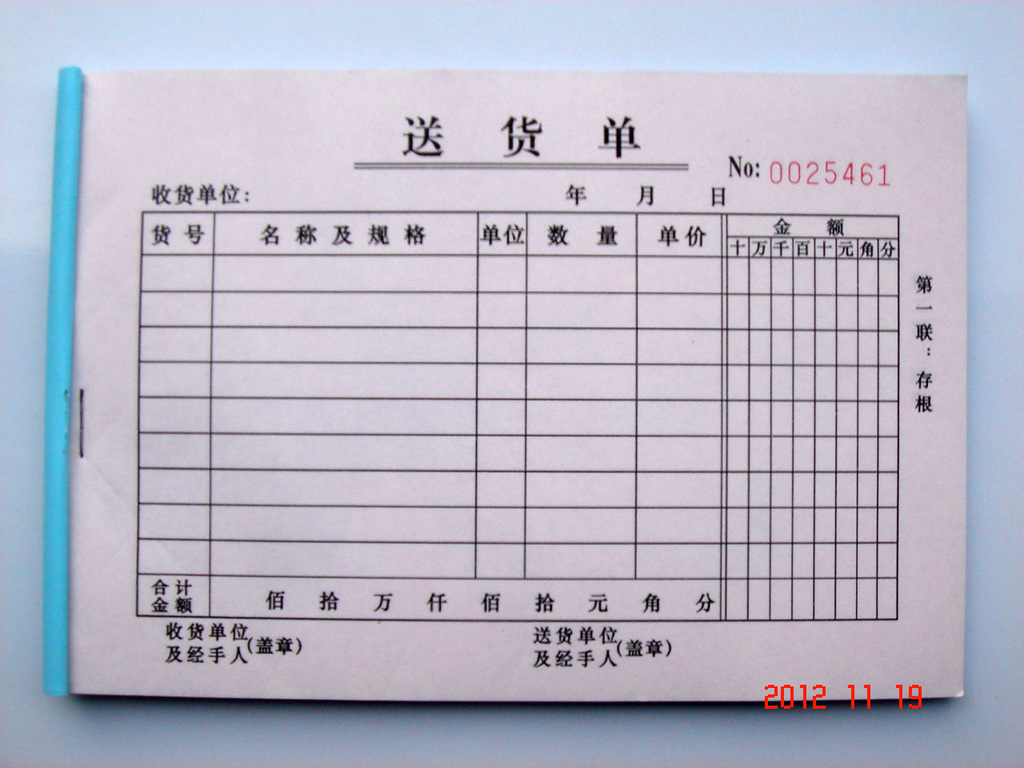 送货单
No: 0025461
收货单位: 年 月 日
货号 名称及规格 单位 数量 单价 金额
十 万 千 百 十 元 角 分
第一联：存根
合计金额 佰 拾 万 仟 佰 拾 元 角 分
收货单位及经手人(盖章) 送货单位及经手人(盖章)
2012 11 19